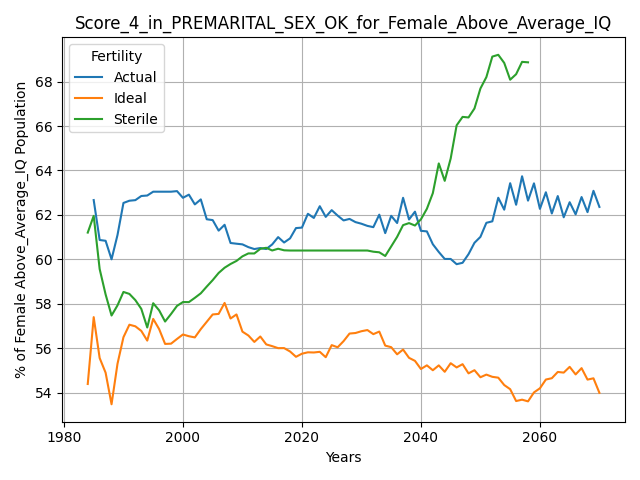 Score_4_in_PREMARITAL_SEX_OK_for_Female_Above_Average_IQ
Fertility
Actual
Ideal
Sterile
% of Female Above_Average_IQ Population
68
66
64
62
60
58
56
54
1980
2000
2020
2040
2060
Years